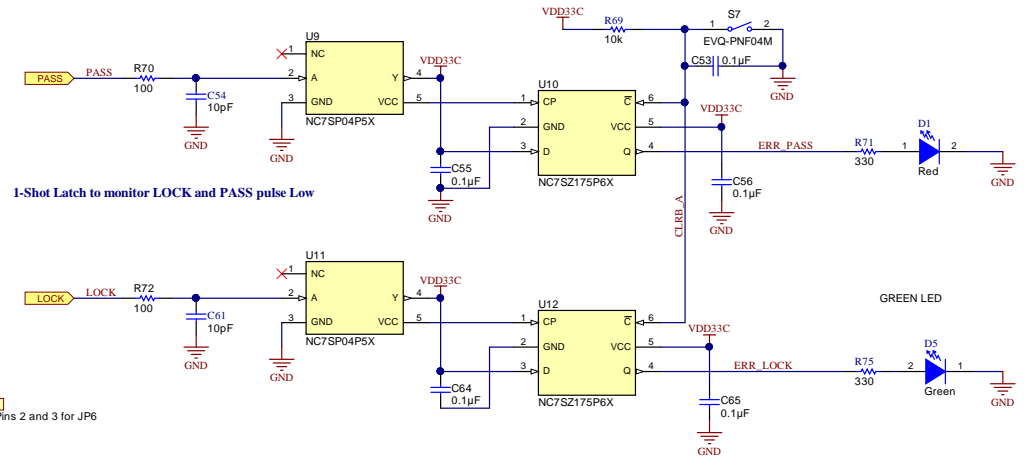 VDD33C
R69
10k
S7
1
2
EVQ-PNF04M
C53
0.1µF
GND
U9
1
NC
2
A
Y
4
3
GND
VCC
5
NC7SP04P5X
PASS
PASS
R70
100
C54
10pF
GND
GND
VDD33C
U10
1
CP
C
6
2
GND
VCC
5
3
D
Q
4
NC7SZ175P6X
C55
0.1µF
GND
VDD33C
C56
0.1µF
GND
ERR_PASS
R71
330
D1
1
2
Red
GND
1-Shot Latch to monitor LOCK and PASS pulse Low
CLRB_A
U11
1
NC
2
A
Y
4
3
GND
VCC
5
NC7SP04P5X
LOCK
LOCK
R72
100
C61
10pF
GND
GND
VDD33C
U12
1
CP
C
6
2
GND
VCC
5
3
D
Q
4
NC7SZ175P6X
C64
0.1µF
VDD33C
C65
0.1µF
GND
ERR_LOCK
R75
330
GREEN LED
D5
2
1
Green
GND
Pins 2 and 3 for JP6